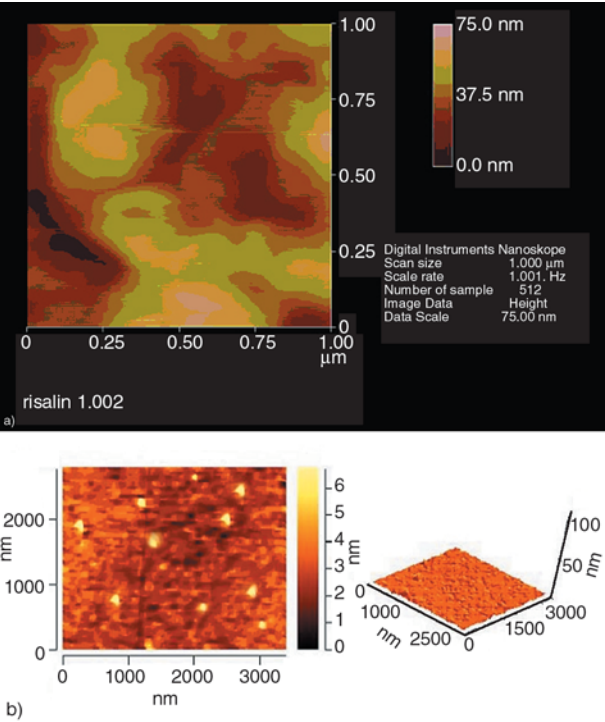 1.00
75.0 nm
0.75
37.5 nm
0.50
0.0 nm
0.25
Digital Instruments Nanoskope
Scan size 1.000 μm
Scale rate 1.001. Hz
Number of sample 512
Image Data Height
Data Scale 75.00 nm
0
0 0.25 0.50 0.75 1.00
μm
risalin 1.002
a)
2000
1000
0
nm
0 1000 2000 3000
nm
6
5
4
3
2
1
0
nm
100
50
nm
0
1000
nm
2500
0
1500
3000
b)